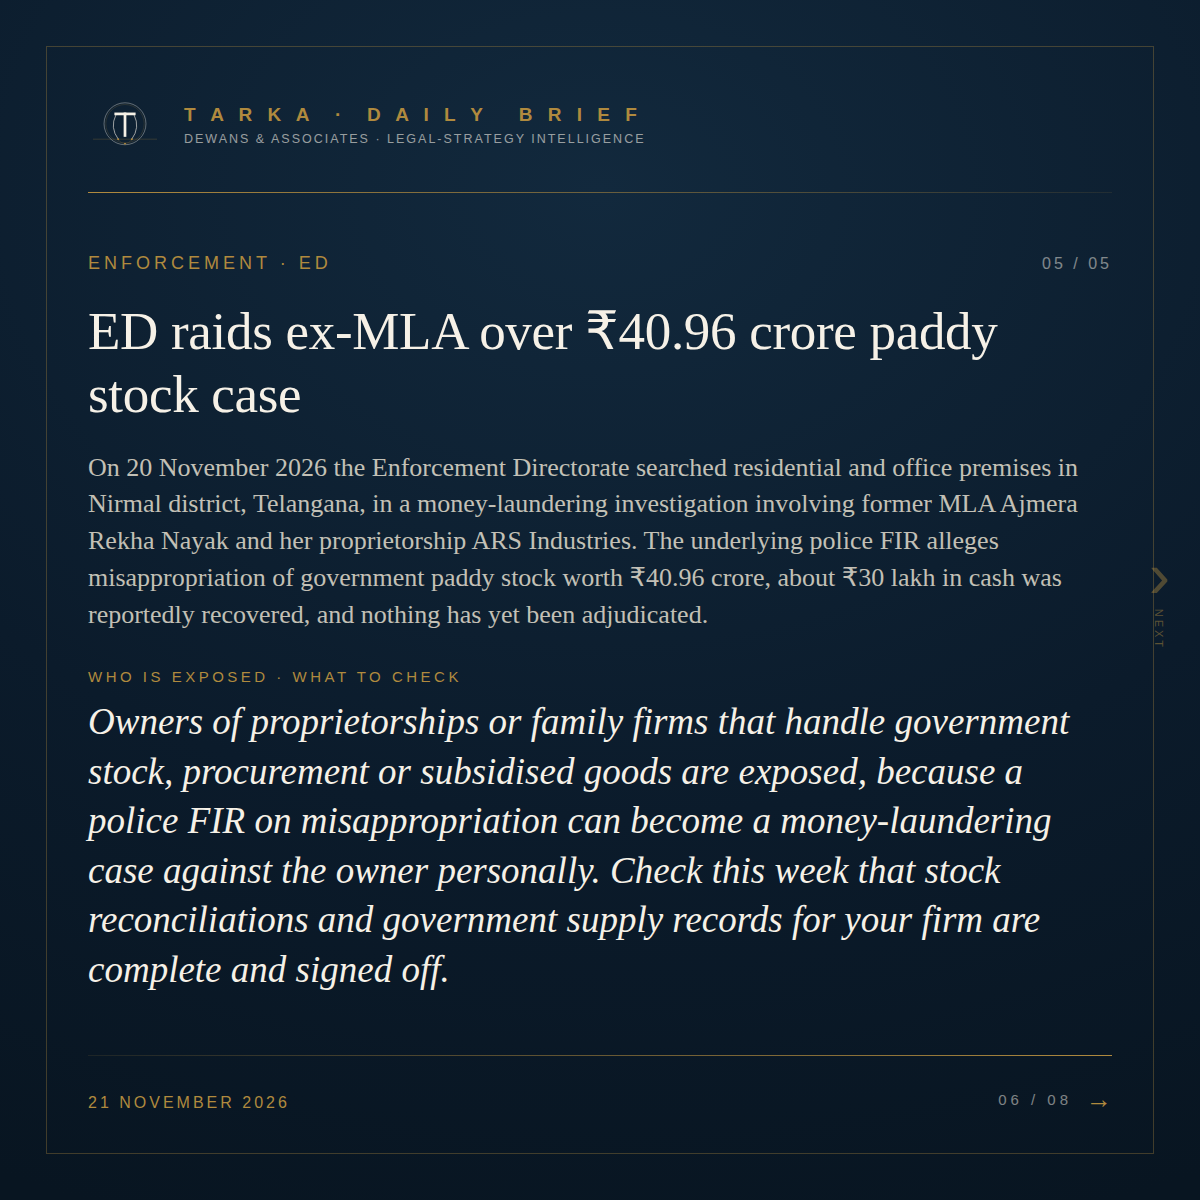 T
TARKA · DAILY BRIEF
DEWANS & ASSOCIATES · LEGAL-STRATEGY INTELLIGENCE
ENFORCEMENT · ED
05 / 05
ED raids ex-MLA over ₹40.96 crore paddy
stock case
On 20 November 2026 the Enforcement Directorate searched residential and office premises in
Nirmal district, Telangana, in a money-laundering investigation involving former MLA Ajmera
Rekha Nayak and her proprietorship ARS Industries. The underlying police FIR alleges
misappropriation of government paddy stock worth ₹40.96 crore, about ₹30 lakh in cash was
reportedly recovered, and nothing has yet been adjudicated.
NEXT
WHO IS EXPOSED · WHAT TO CHECK
Owners of proprietorships or family firms that handle government
stock, procurement or subsidised goods are exposed, because a
police FIR on misappropriation can become a money-laundering
case against the owner personally. Check this week that stock
reconciliations and government supply records for your firm are
complete and signed off.
21 NOVEMBER 2026
06 / 08 →